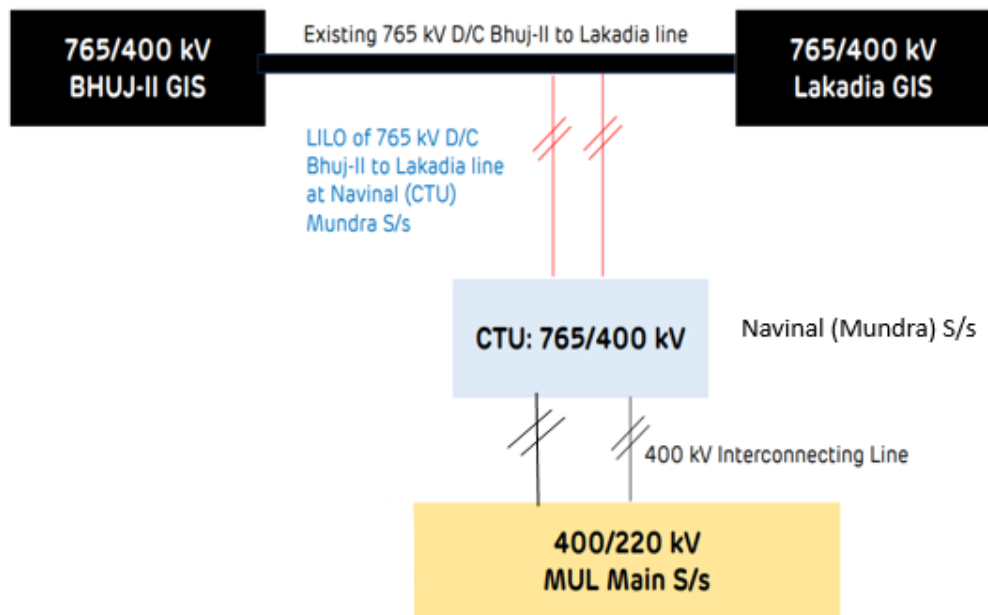 765/400 kV
BHUJ-II GIS
Existing 765 kV D/C Bhuj-II to Lakadia line
765/400 kV
Lakadia GIS
LILO of 765 kV D/C
Bhuj-II to Lakadia line
at Navinal (CTU)
Mundra S/s
CTU: 765/400 kV
Navinal (Mundra) S/s
400 kV Interconnecting Line
400/220 kV
MUL Main S/s